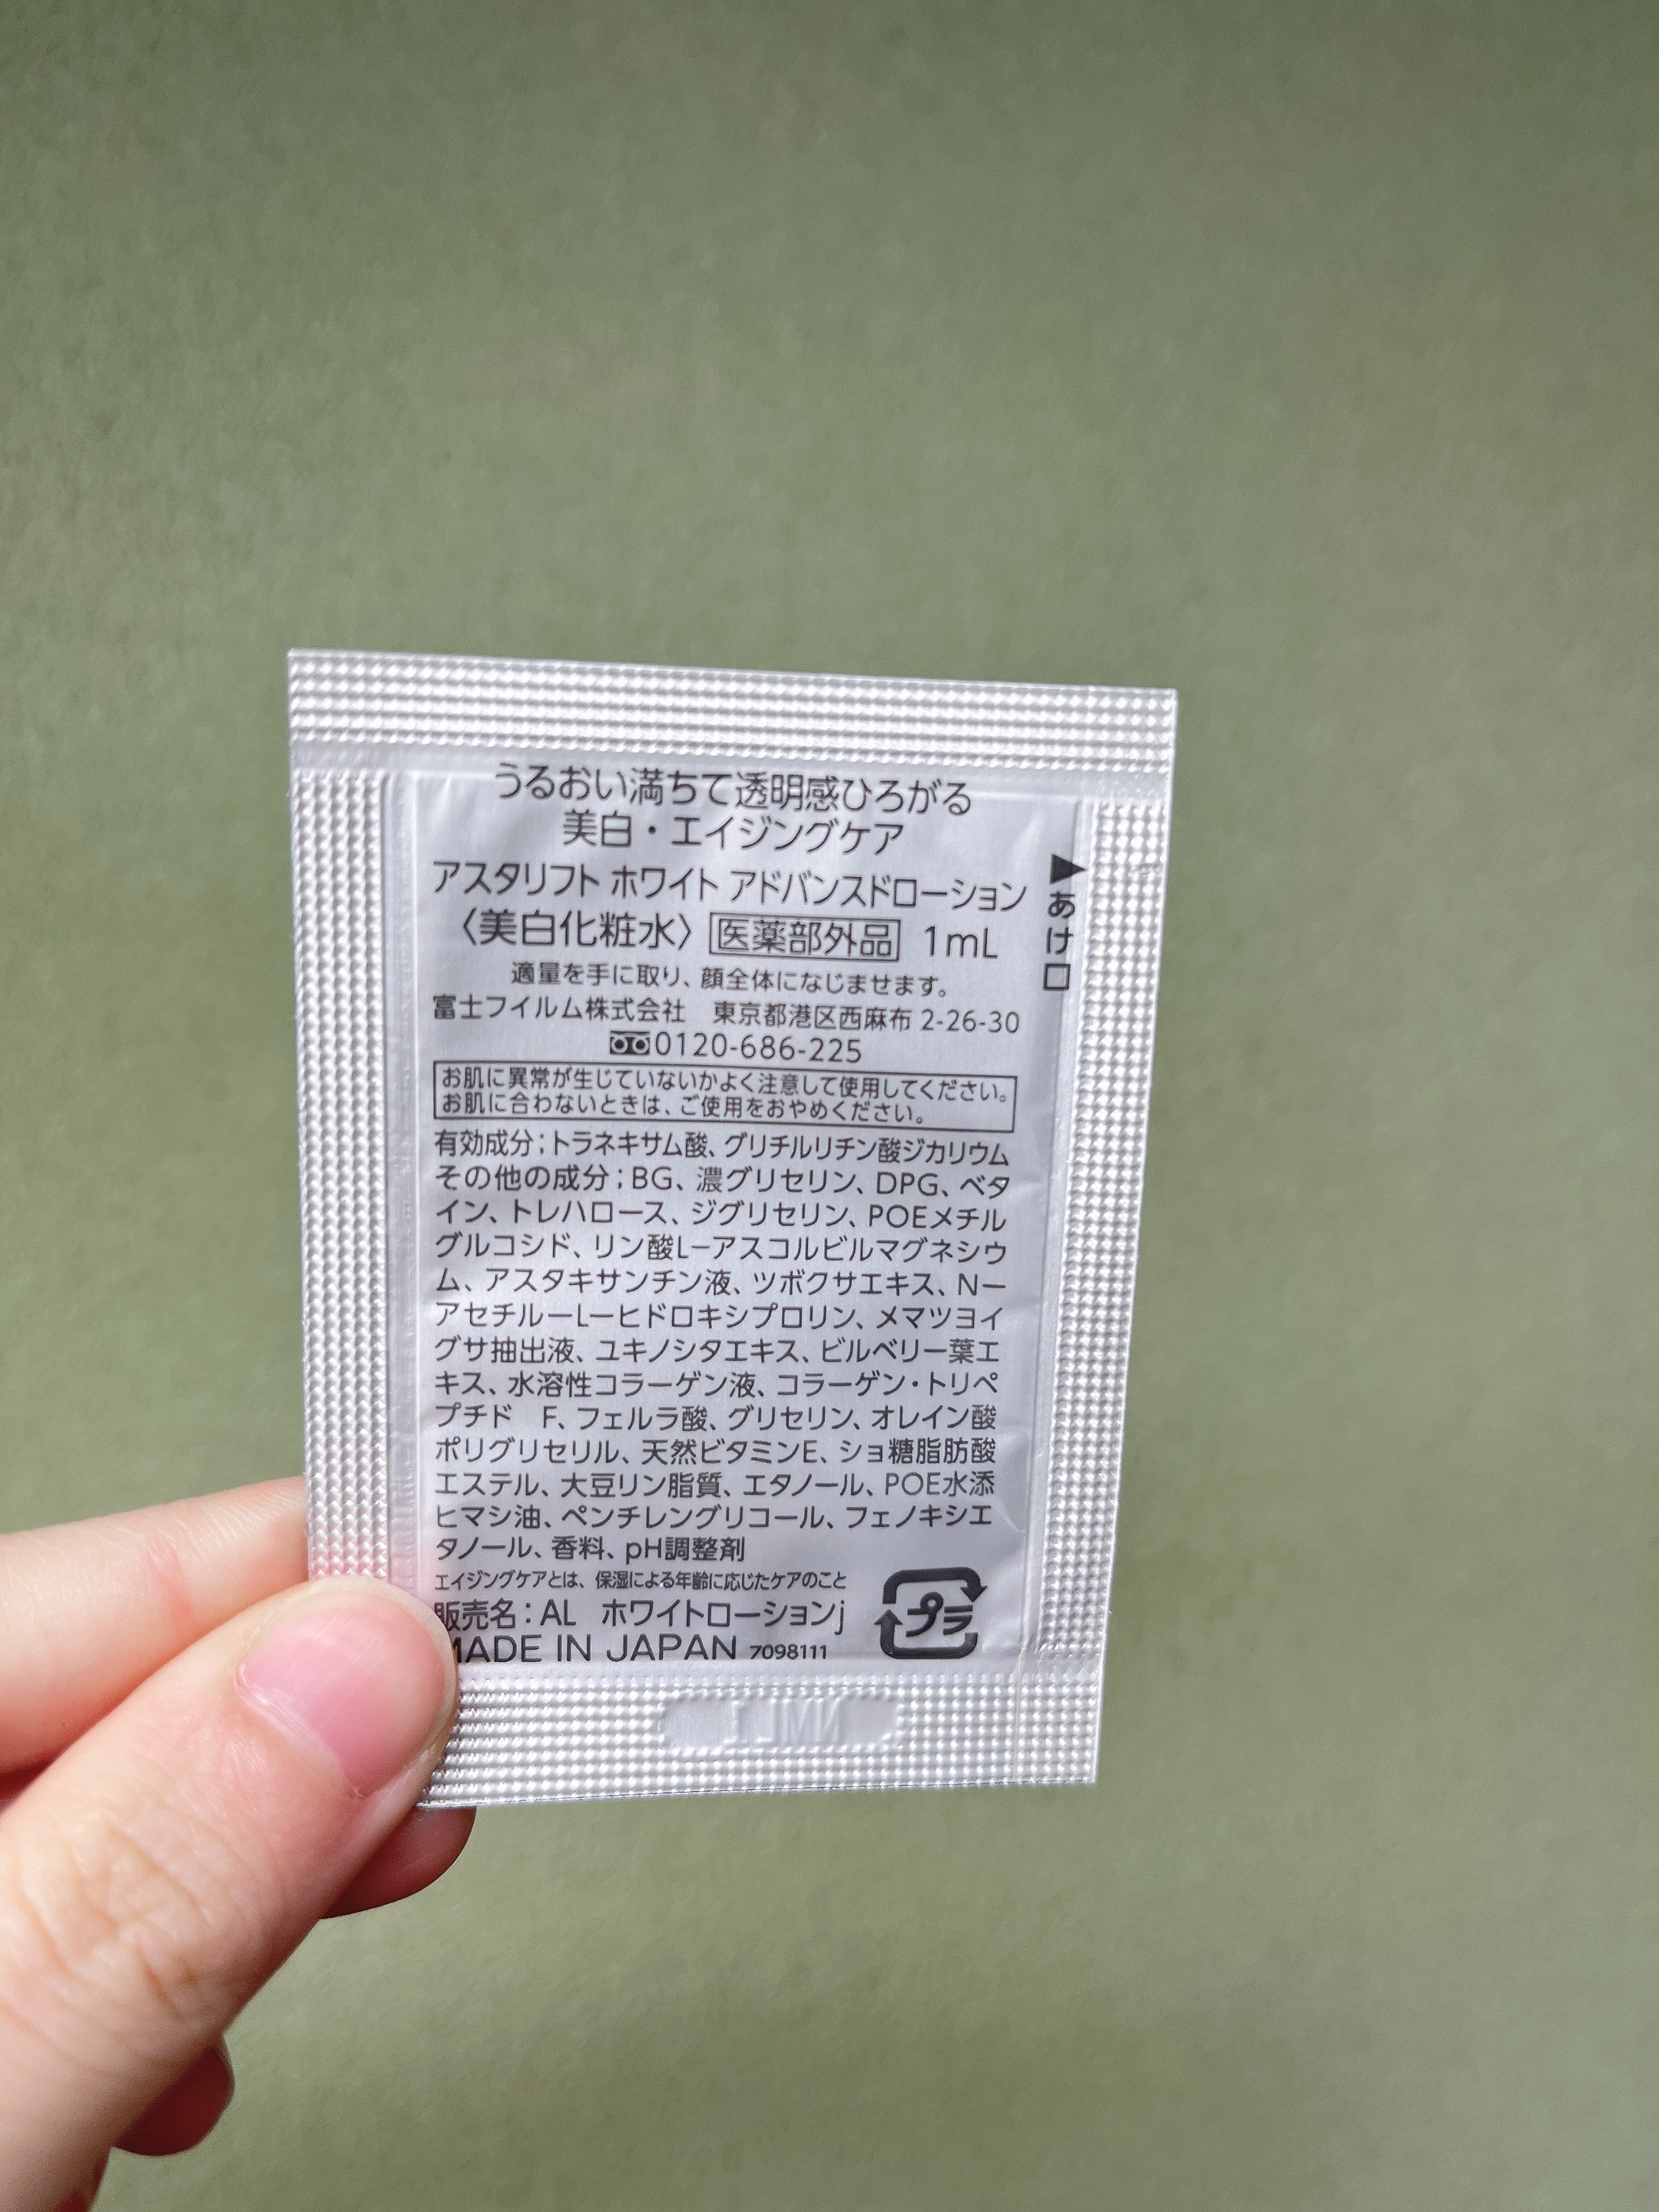 うるおい満ちて透明感ひろがる
美白・エイジングケア
アスタリフト ホワイト アドバンスドローション
〈美白化粧水〉 医薬部外品 1mL
適量を手に取り、顔全体になじませます。
富士フイルム株式会社 東京都港区西麻布 2-26-30
0120-686-225
お肌に異常が生じていないかよく注意して使用してください。
お肌に合わないときは、ご使用をおやめください。
有効成分;トラネキサム酸、グリチルリチン酸ジカリウム
その他の成分;BG、濃グリセリン、DPG、ベタ
イン、トレハロース、ジグリセリン、POEメチル
グルコシド、リン酸L−アスコルビルマグネシウ
ム、アスタキサンチン液、ツボクサエキス、N−
アセチル−L−ヒドロキシプロリン、メマツヨイ
グサ抽出液、ユキノシタエキス、ビルベリー葉エ
キス、水溶性コラーゲン液、コラーゲン・トリペ
プチド F、フェルラ酸、グリセリン、オレイン酸
ポリグリセリル、天然ビタミンE、ショ糖脂肪酸
エステル、大豆リン脂質、エタノール、POE水添
ヒマシ油、ペンチレングリコール、フェノキシエ
タノール、香料、pH調整剤
エイジングケアとは、保湿による年齢に応じたケアのこと
販売名:AL ホワイトローションj
MADE IN JAPAN 7098111
プラ
▶あけ口